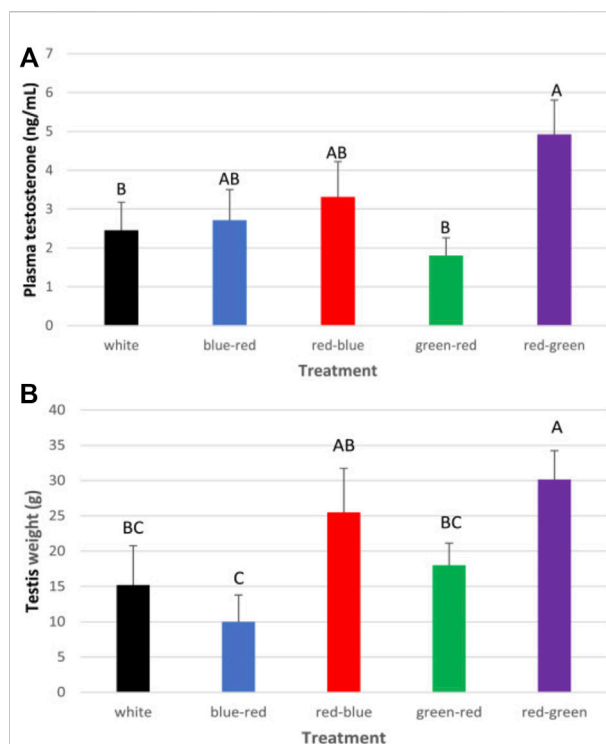 A
Plasma testosterone (ng/mL)
7
6
5
4
3
2
1
0
B
AB
AB
B
A
white blue-red red-blue green-red red-green
Treatment
B
Testis weight (g)
40
35
30
25
20
15
10
5
0
BC
C
AB
BC
A
white blue-red red-blue green-red red-green
Treatment